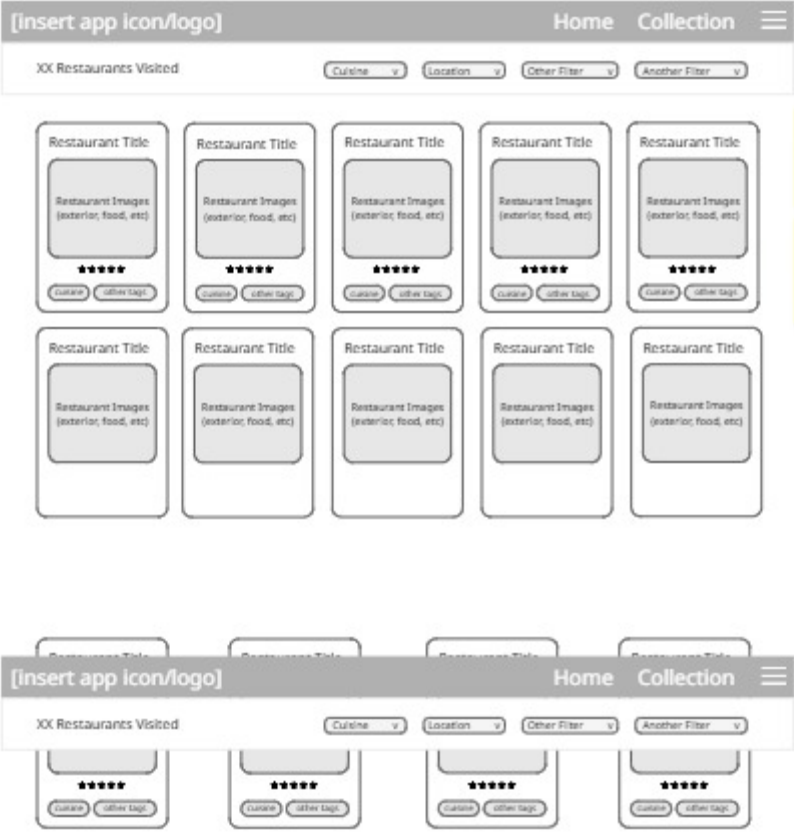 [insert app icon/logo] Home Collection
XX Restaurants Visited Cuisine v Location v Other Filter v Another Filter v
Restaurant Title Restaurant Title Restaurant Title Restaurant Title Restaurant Title
Restaurant Images Restaurant Images Restaurant Images Restaurant Images Restaurant Images
(exterior, food, etc) (exterior, food, etc) (exterior, food, etc) (exterior, food, etc) (exterior, food, etc)
cuisine other tags cuisine other tags cuisine other tags cuisine other tags cuisine other tags
Restaurant Title Restaurant Title Restaurant Title Restaurant Title Restaurant Title
Restaurant Images Restaurant Images Restaurant Images Restaurant Images Restaurant Images
(exterior, food, etc) (exterior, food, etc) (exterior, food, etc) (exterior, food, etc) (exterior, food, etc)
[insert app icon/logo] Home Collection
XX Restaurants Visited Cuisine v Location v Other Filter v Another Filter v
cuisine other tags cuisine other tags cuisine other tags cuisine other tags